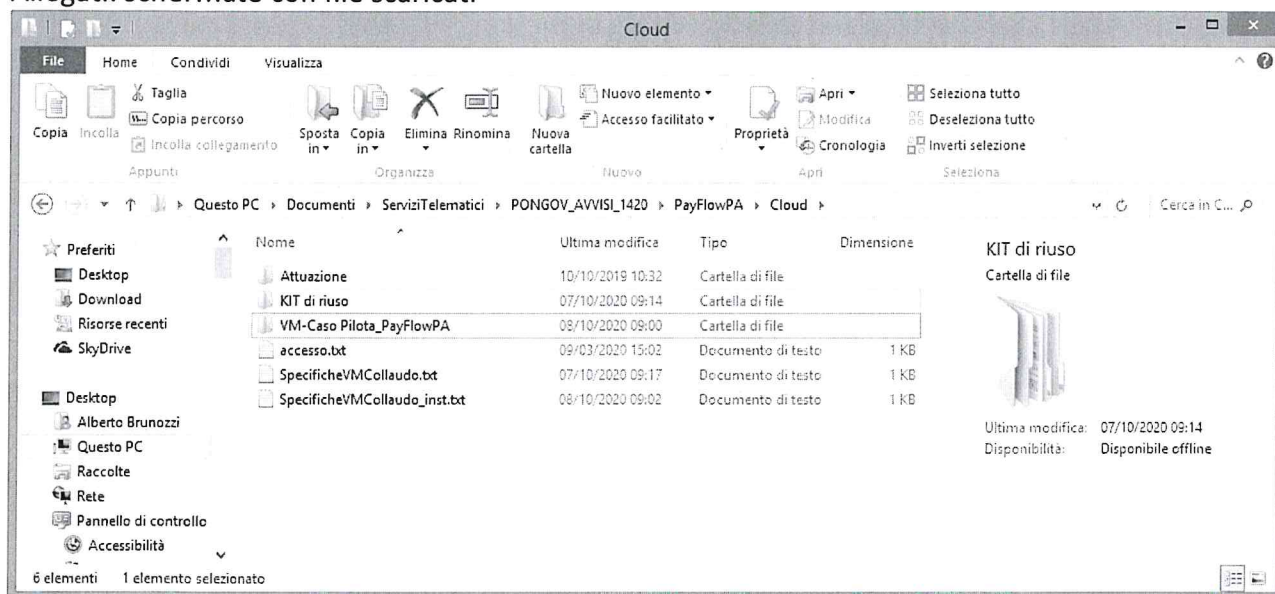 Cloud
File Home Condividi Visualizza
Copia Incolla Taglia Copia percorso Incolla collegamento
Sposta in Copia in Elimina Rinomina
Nuova cartella Nuovo elemento Accesso facilitato
Proprietà Apri Modifica Cronologia
Seleziona tutto Deseleziona tutto Inverti selezione
Appunti Organizza Nuovo Apri Seleziona
Questo PC Documenti ServiziTelematici PONGOV_AVVISI_1420 PayFlowPA Cloud Cerca in C...
Preferiti
Desktop
Download
Risorse recenti
SkyDrive
Desktop
Alberto Brunozzi
Questo PC
Raccolte
Rete
Pannello di controllo
Accessibilità
Nome Ultima modifica Tipo Dimensione
Attuazione 10/10/2019 10:32 Cartella di file
KIT di riuso 07/10/2020 09:14 Cartella di file
VM-Caso Pilota_PayFlowPA 08/10/2020 09:00 Cartella di file
accesso.txt 09/03/2020 15:02 Documento di testo 1 KB
SpecificheVMCollaudo.txt 07/10/2020 09:17 Documento di testo 1 KB
SpecificheVMCollaudo_inst.txt 08/10/2020 09:02 Documento di testo 1 KB
KIT di riuso
Cartella di file
Ultima modifica: 07/10/2020 09:14
Disponibilità: Disponibile offline
6 elementi 1 elemento selezionato